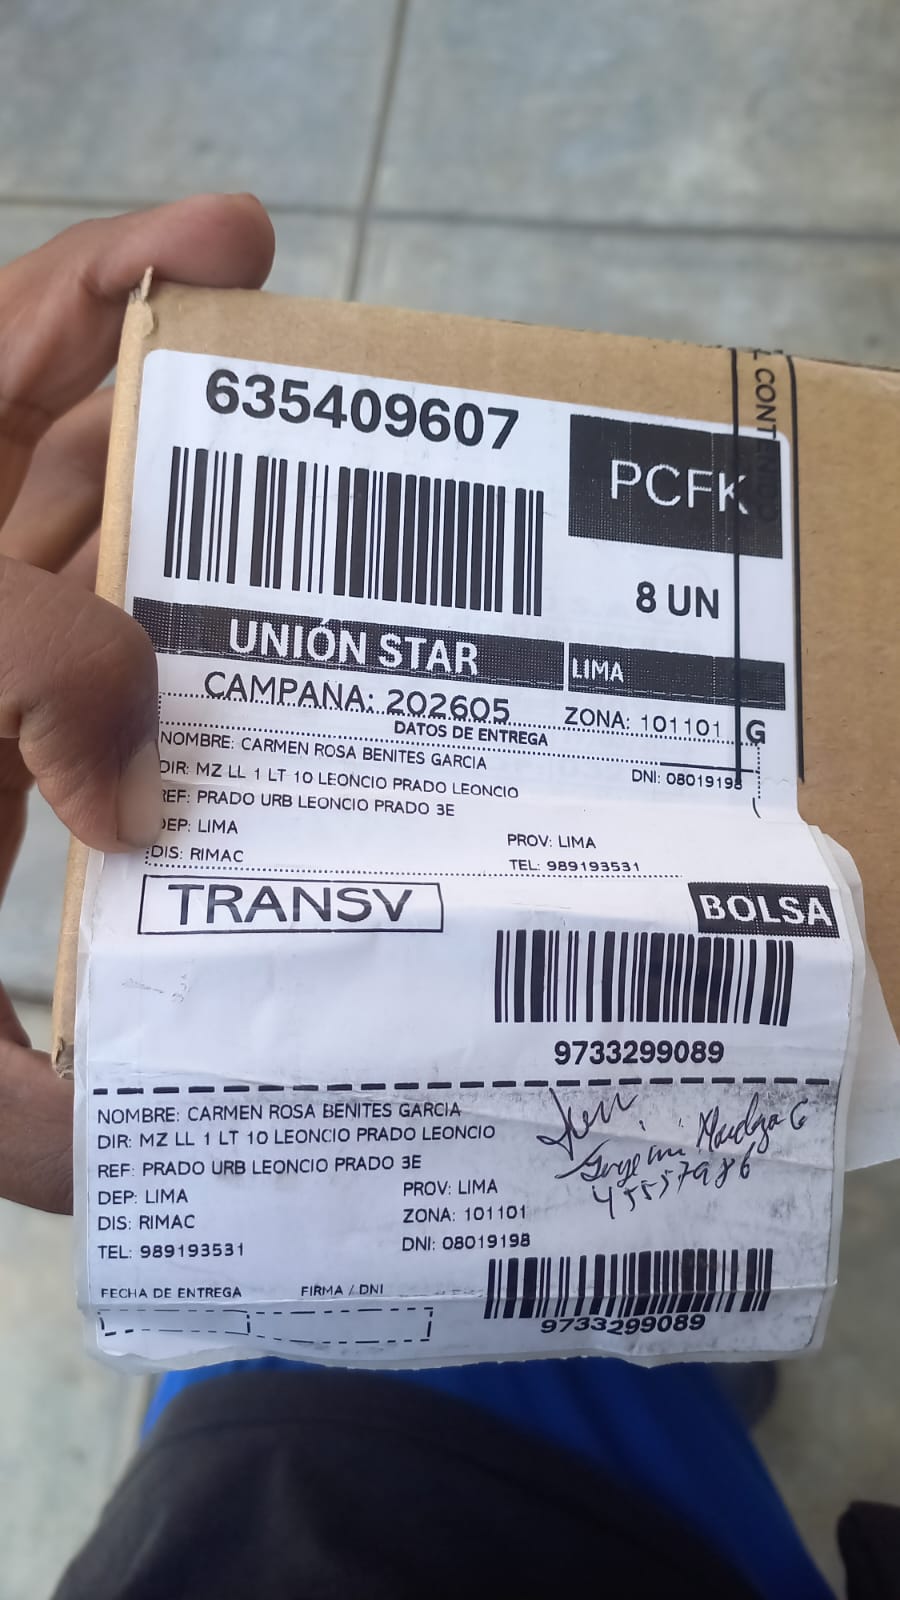 635409607
PCFK
8 UN
UNIÓN STAR
LIMA
CAMPAÑA: 202605
ZONA: 101101
G
DATOS DE ENTREGA
NOMBRE: CARMEN ROSA BENITES GARCIA
DNI: 08019198
DIR: MZ LL 1 LT 10 LEONCIO PRADO LEONCIO
REF: PRADO URB LEONCIO PRADO 3E
DEP: LIMA
PROV: LIMA
DIS: RIMAC
TEL: 989193531
TRANSV
BOLSA
9733299089
NOMBRE: CARMEN ROSA BENITES GARCIA
DIR: MZ LL 1 LT 10 LEONCIO PRADO LEONCIO
REF: PRADO URB LEONCIO PRADO 3E
DEP: LIMA
PROV: LIMA
DIS: RIMAC
ZONA: 101101
TEL: 989193531
DNI: 08019198
Mendoza G
45557986
FECHA DE ENTREGA
FIRMA / DNI
9733299089